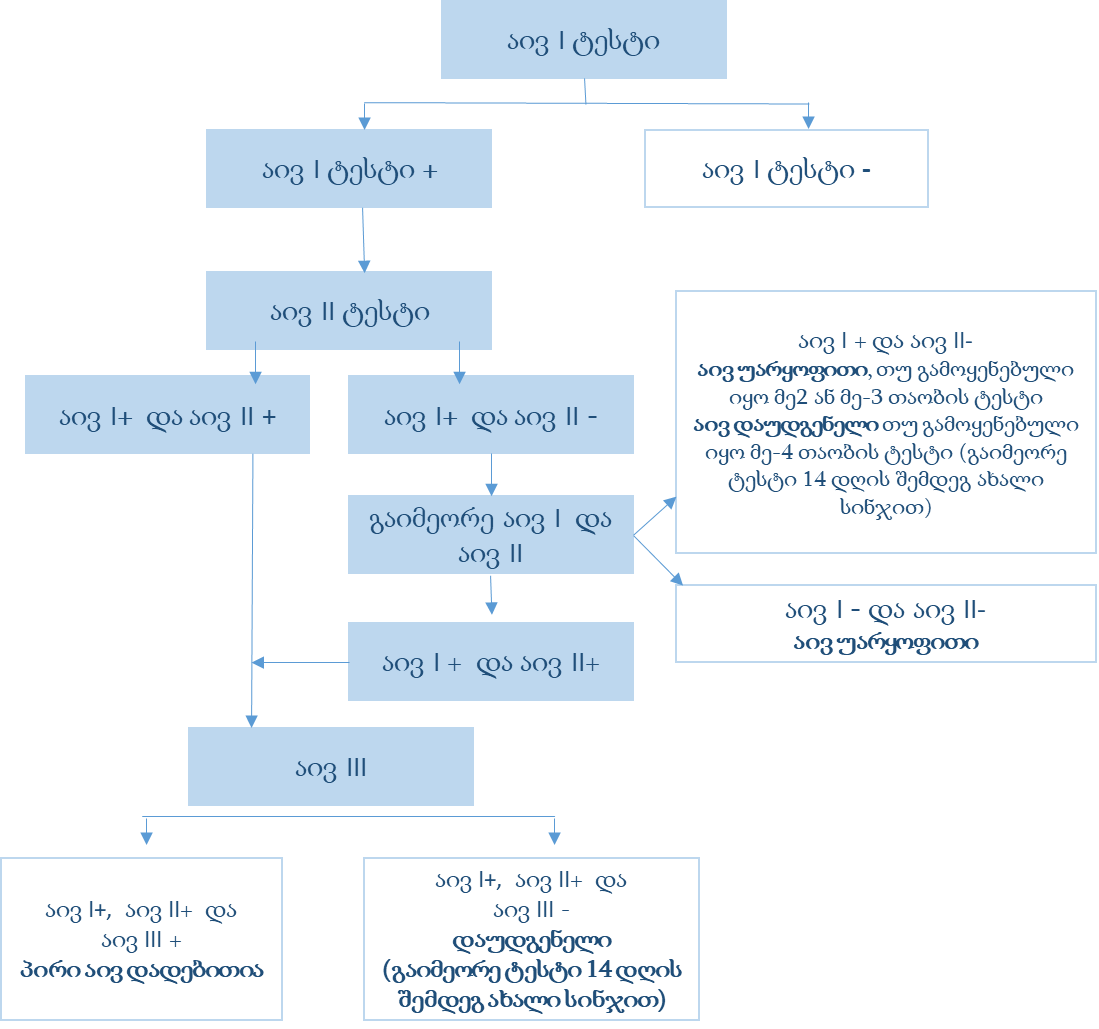 აივ I ტესტი
აივ I ტესტი +
აივ I ტესტი -
აივ II ტესტი
აივ I + და აივ II-
აივ უარყოფითი, თუ გამოყენებული
იყო მე2 ან მე-3 თაობის ტესტი
აივ დაუდგენელი თუ გამოყენებული
იყო მე-4 თაობის ტესტი (გაიმეორე
ტესტი 14 დღის შემდეგ ახალი
სინჯით)
აივ I+ და აივ II +
აივ I+ და აივ II -
გაიმეორე აივ I და
აივ II
აივ I - და აივ II-
აივ უარყოფითი
აივ I + და აივ II+
აივ III
აივ I+, აივ II+ და
აივ III +
პირი აივ დადებითია
აივ I+, აივ II+ და
აივ III -
დაუდგენელი
(გაიმეორე ტესტი 14 დღის
შემდეგ ახალი სინჯით)